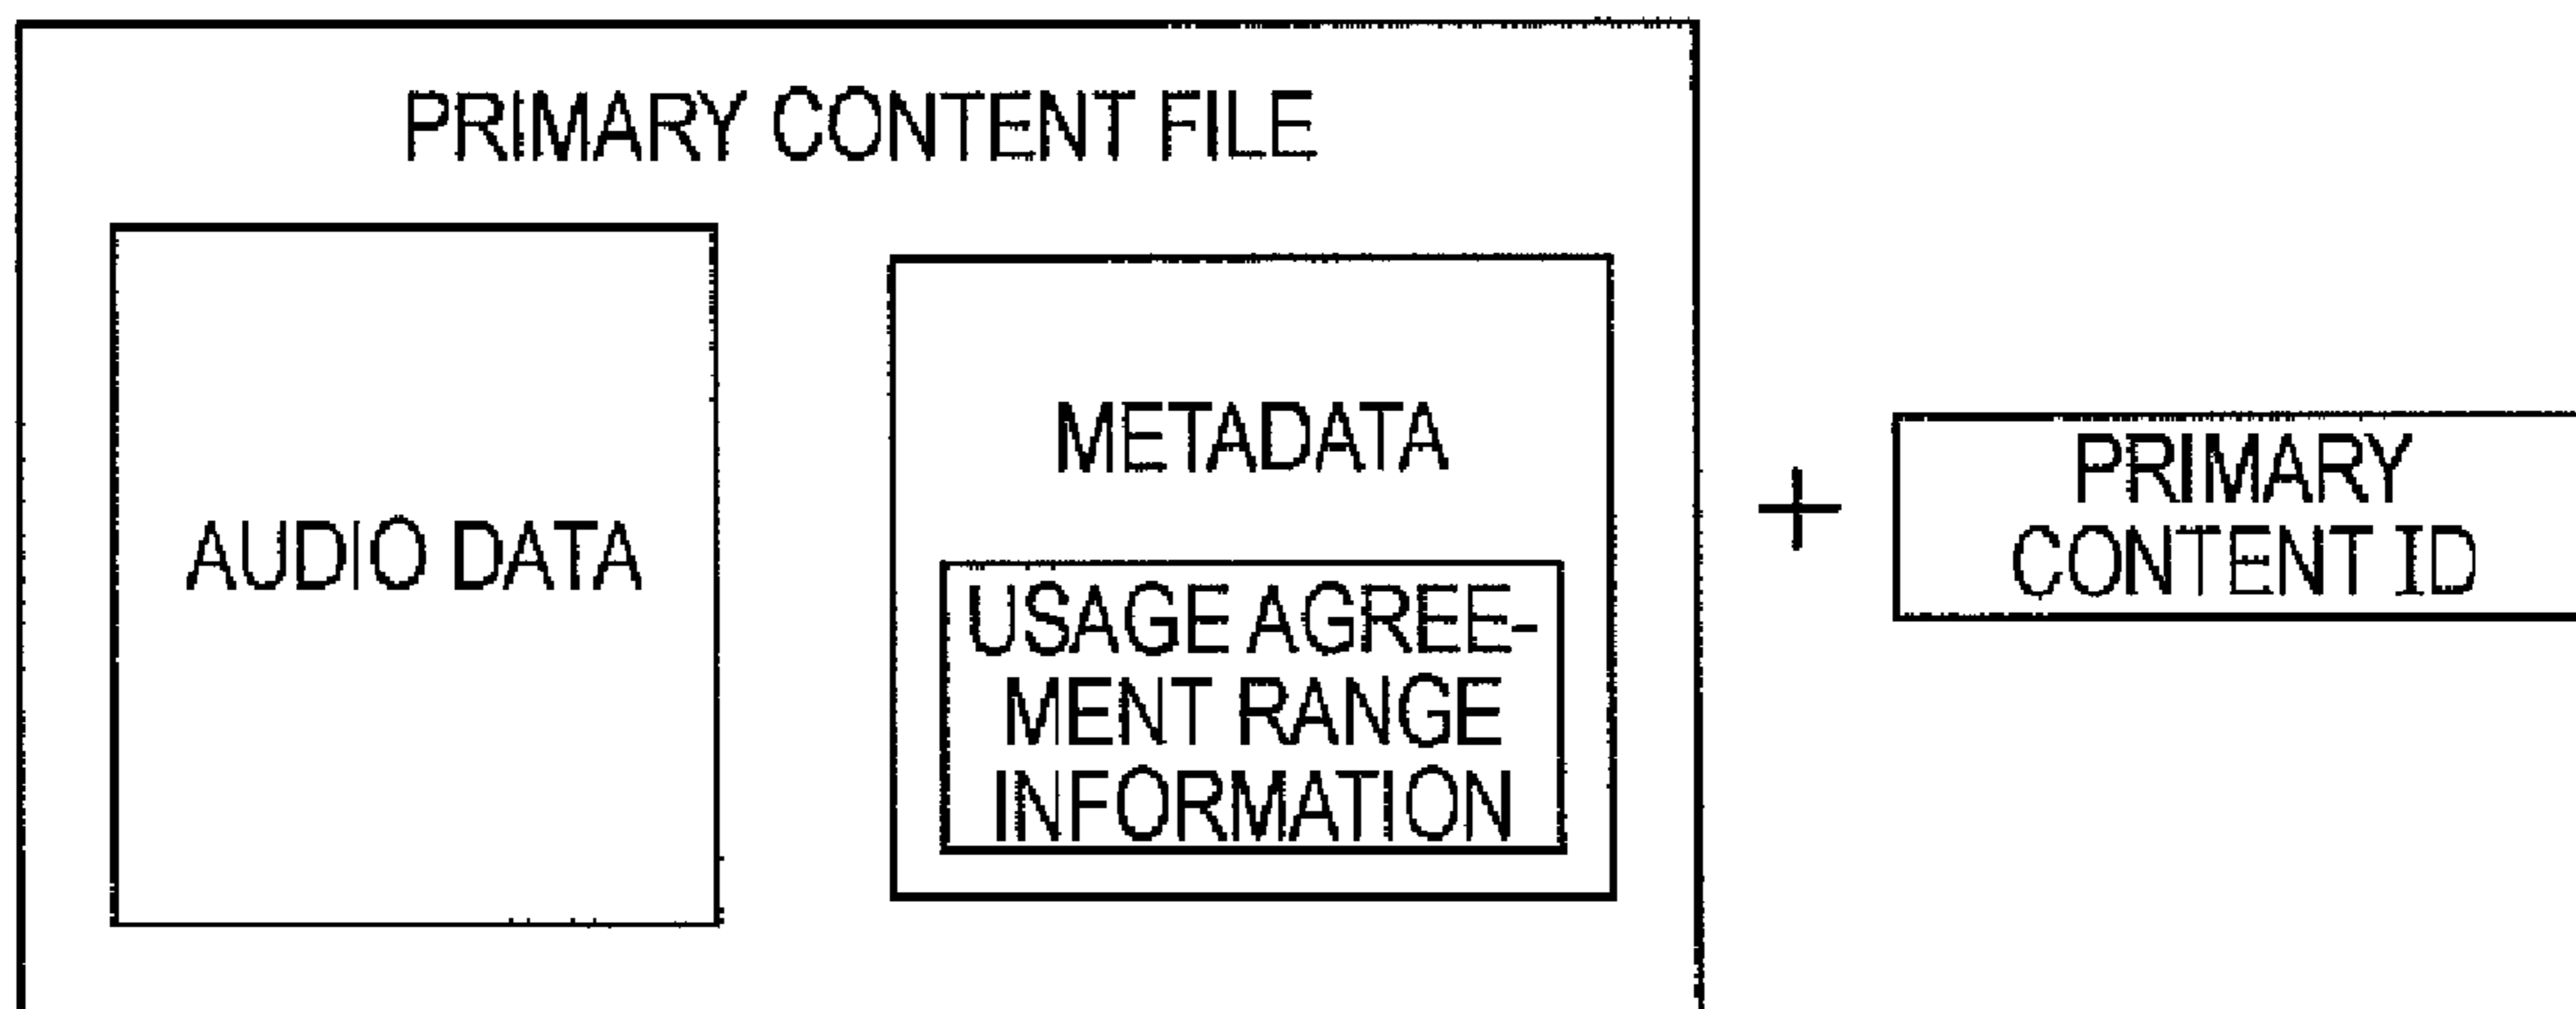 PRIMARY CONTENT FILE
AUDIO DATA
METADATA
USAGE AGREE-
MENT RANGE
INFORMATION
+
PRIMARY
CONTENT ID